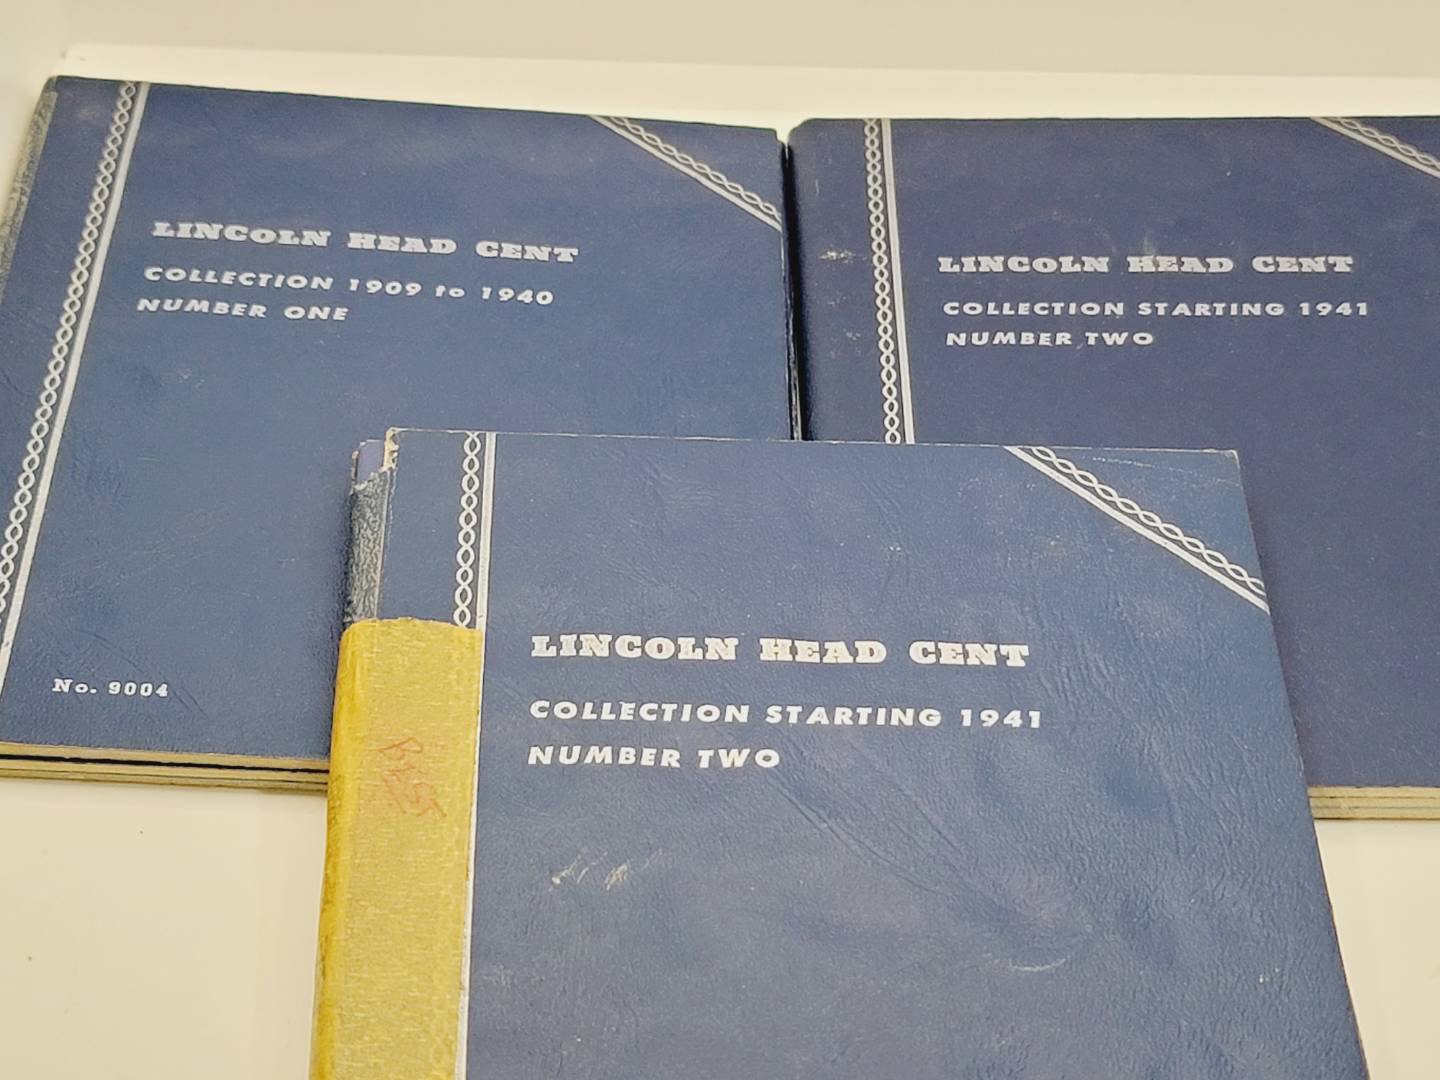 LINCOLN HEAD CENT
COLLECTION 1909 to 1940
NUMBER ONE
No. 9004
LINCOLN HEAD CENT
COLLECTION STARTING 1941
NUMBER TWO
LINCOLN HEAD CENT
COLLECTION STARTING 1941
NUMBER TWO
BEST